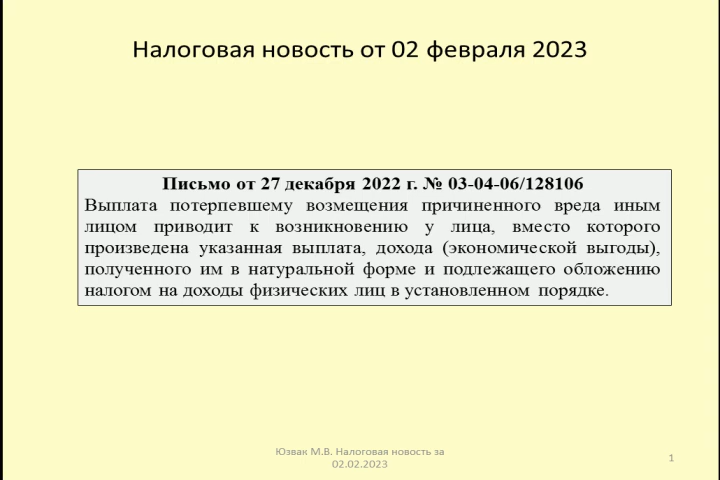 Налоговая новость от 02 февраля 2023
Письмо от 27 декабря 2022 г. № 03-04-06/128106
Выплата потерпевшему возмещения причиненного вреда иным
лицом приводит к возникновению у лица, вместо которого
произведена указанная выплата, дохода (экономической выгоды),
полученного им в натуральной форме и подлежащего обложению
налогом на доходы физических лиц в установленном порядке.
Юзвак М.В. Налоговая новость за
02.02.2023
1